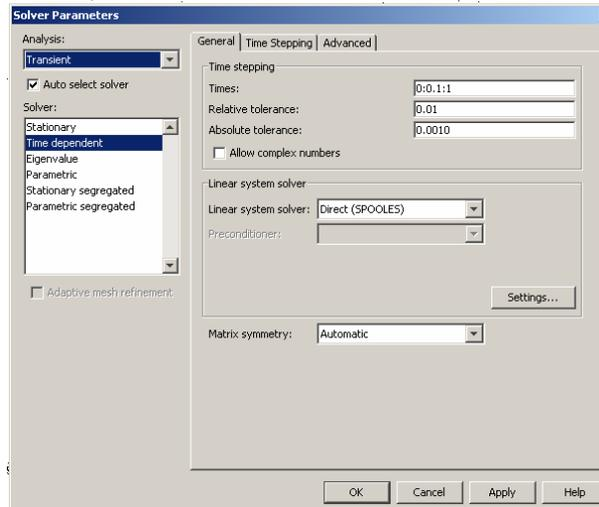 Solver Parameters
Analysis:
Transient
Auto select solver
Solver:
Stationary
Time dependent
Eigenvalue
Parametric
Stationary segregated
Parametric segregated
Adaptive mesh refinement
General Time Stepping Advanced
Time stepping
Times: 0:0.1:1
Relative tolerance: 0.01
Absolute tolerance: 0.0010
Allow complex numbers
Linear system solver
Linear system solver: Direct (SPOOLES)
Preconditioner:
Settings...
Matrix symmetry: Automatic
OK Cancel Apply Help